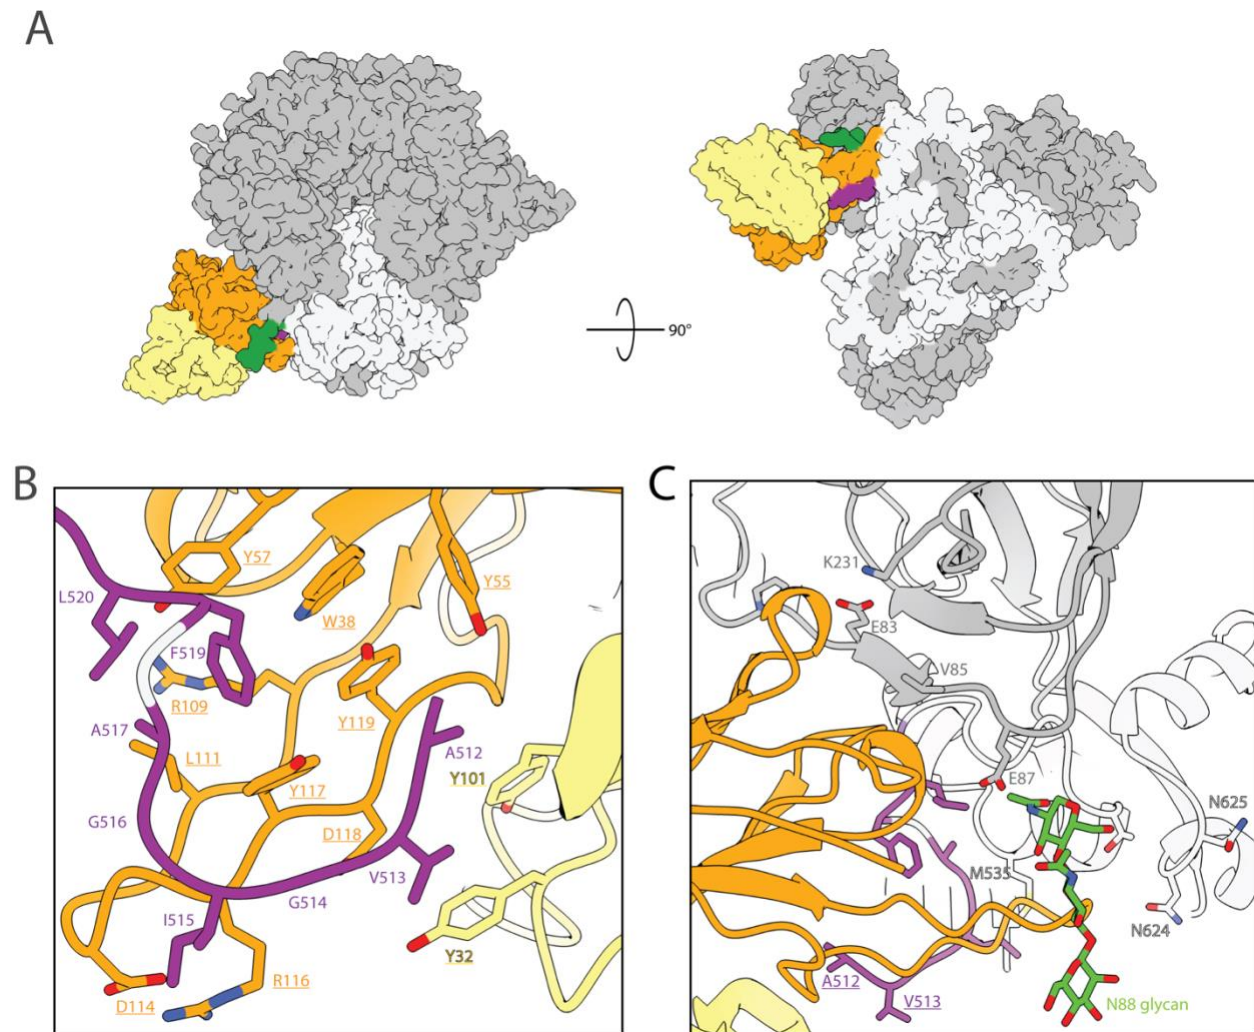 A
90°
B
Y57
L520
Y55
W38
F519
R109
A517
Y119
A512
L111
Y101
Y117
G516
D118
V513
G514
I515
Y32
R116
D114
C
K231
E83
V85
E87
N625
M535
N624
A512
V513
N88 glycan